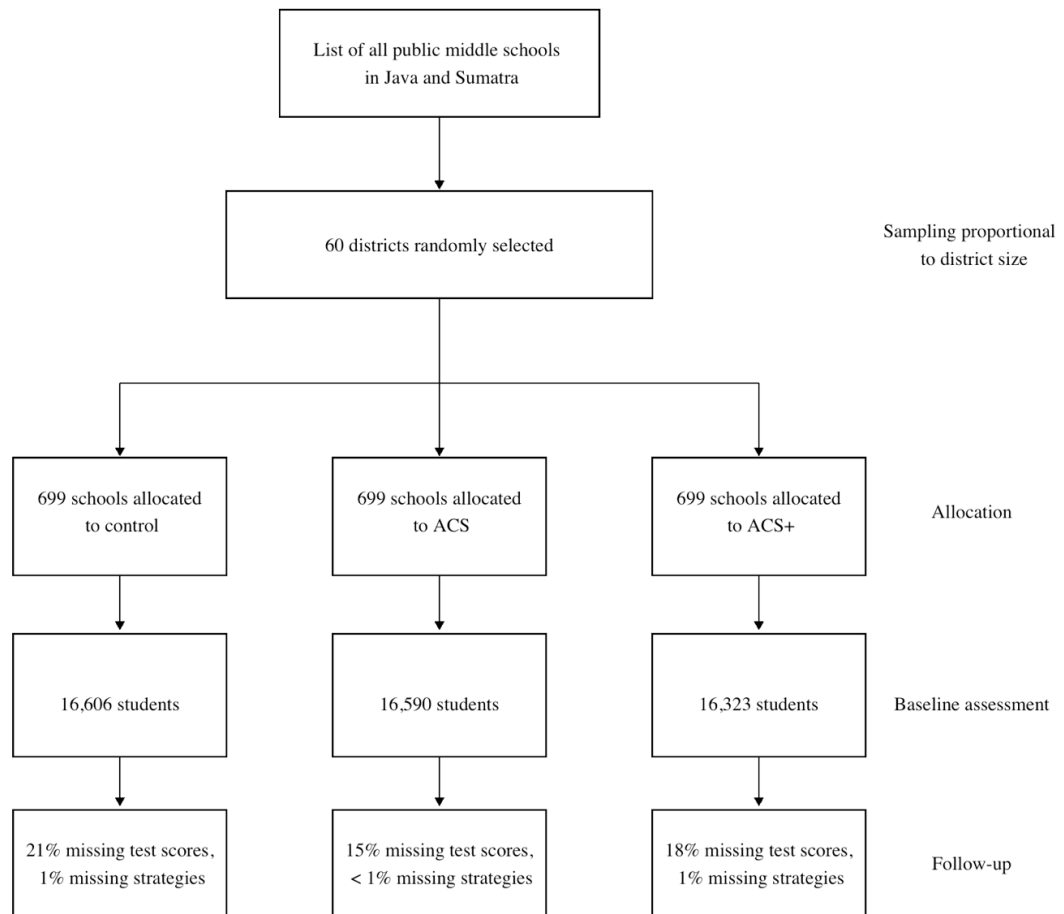 List of all public middle schools
in Java and Sumatra
60 districts randomly selected
Sampling proportional
to district size
699 schools allocated
to control
699 schools allocated
to ACS
699 schools allocated
to ACS+
Allocation
16,606 students
16,590 students
16,323 students
Baseline assessment
21% missing test scores,
1% missing strategies
15% missing test scores,
< 1% missing strategies
18% missing test scores,
1% missing strategies
Follow-up